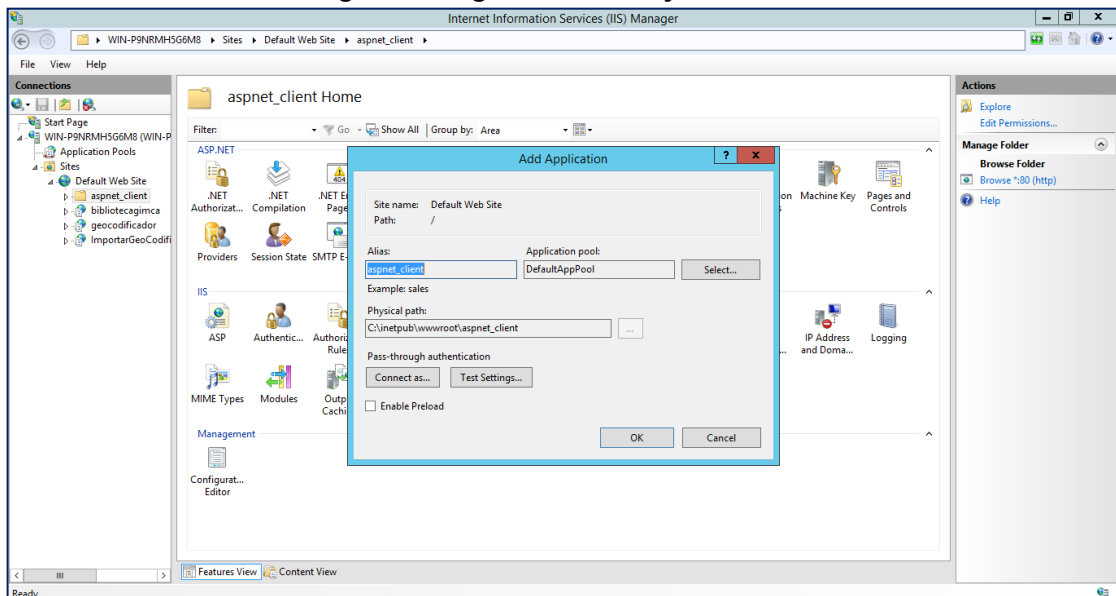 Internet Information Services (IIS) Manager
WIN-P9NRMH5G6M8 Sites Default Web Site aspnet_client
File View Help
Connections
Start Page
WIN-P9NRMH5G6M8 (WIN-P
Application Pools
Sites
Default Web Site
aspnet_client
bibliotecagimca
geocodificador
ImportarGeoCodifi
aspnet_client Home
Filter: Go Show All Group by: Area
ASP.NET
.NET Authorizat...
.NET Compilation
.NET Er
Page
Machine Key
Pages and Controls
Providers
Session State
SMTP E-
IIS
ASP
Authentic...
Authoriz
Rule
IP Address and Doma...
Logging
MIME Types
Modules
Outp
Cachi
Management
Configurat...
Editor
Features View Content View
Add Application
? x
Site name: Default Web Site
Path: /
Alias: Application pool:
aspnet_client DefaultAppPool Select...
Example: sales
Physical path:
C:\inetpub\wwwroot\aspnet_client ...
Pass-through authentication
Connect as... Test Settings...
Enable Preload
OK Cancel
Actions
Explore
Edit Permissions...
Manage Folder
Browse Folder
Browse *:80 (http)
Help
Ready